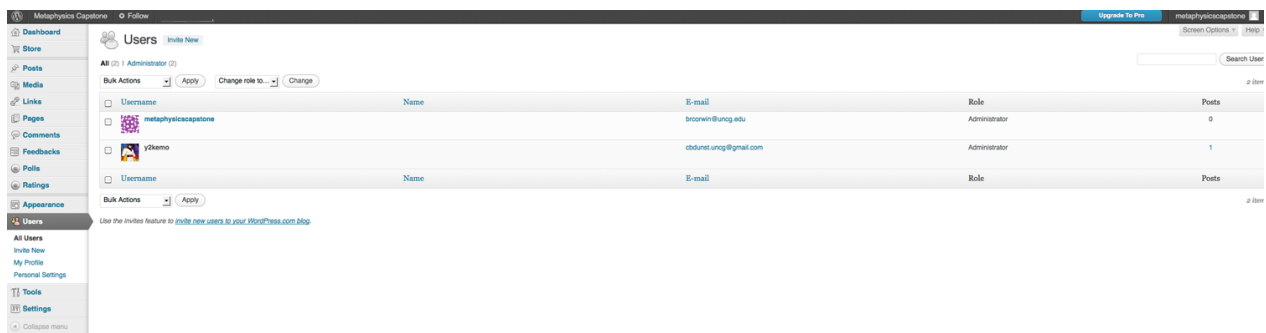 Metaphysics Capstone Follow Upgrade To Pro metaphysicscapstone
Screen Options Help
Dashboard
Store
Posts
Media
Links
Pages
Comments
Feedbacks
Polls
Ratings
Appearance
Users
All Users
Invite New
My Profile
Personal Settings
Tools
Settings
Collapse menu
Users Invite New
All (2) | Administrator (2)
Search User
Bulk Actions Apply Change role to... Change
2 item
Username Name E-mail Role Posts
metaphysicscapstone brcorwin@uncg.edu Administrator 0
y2kemo cbdunst.uncg@gmail.com Administrator 1
Username Name E-mail Role Posts
Bulk Actions Apply
2 item
Use the invites feature to invite new users to your WordPress.com blog.